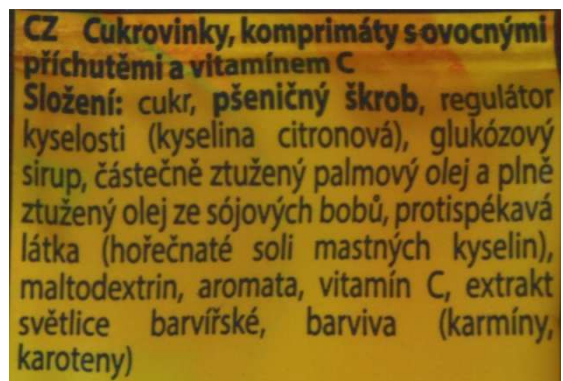 CZ Cukrovinky, komprimáty s ovocnými
příchutěmi a vitamínem C
Složení: cukr, pšeničný škrob, regulátor
kyselosti (kyselina citronová), glukózový
sirup, částečně ztužený palmový olej a plně
ztužený olej ze sójových bobů, protispékavá
látka (hořečnaté soli mastných kyselin),
maltodextrin, aromata, vitamín C, extrakt
světlice barvířské, barviva (karmíny,
karoteny)